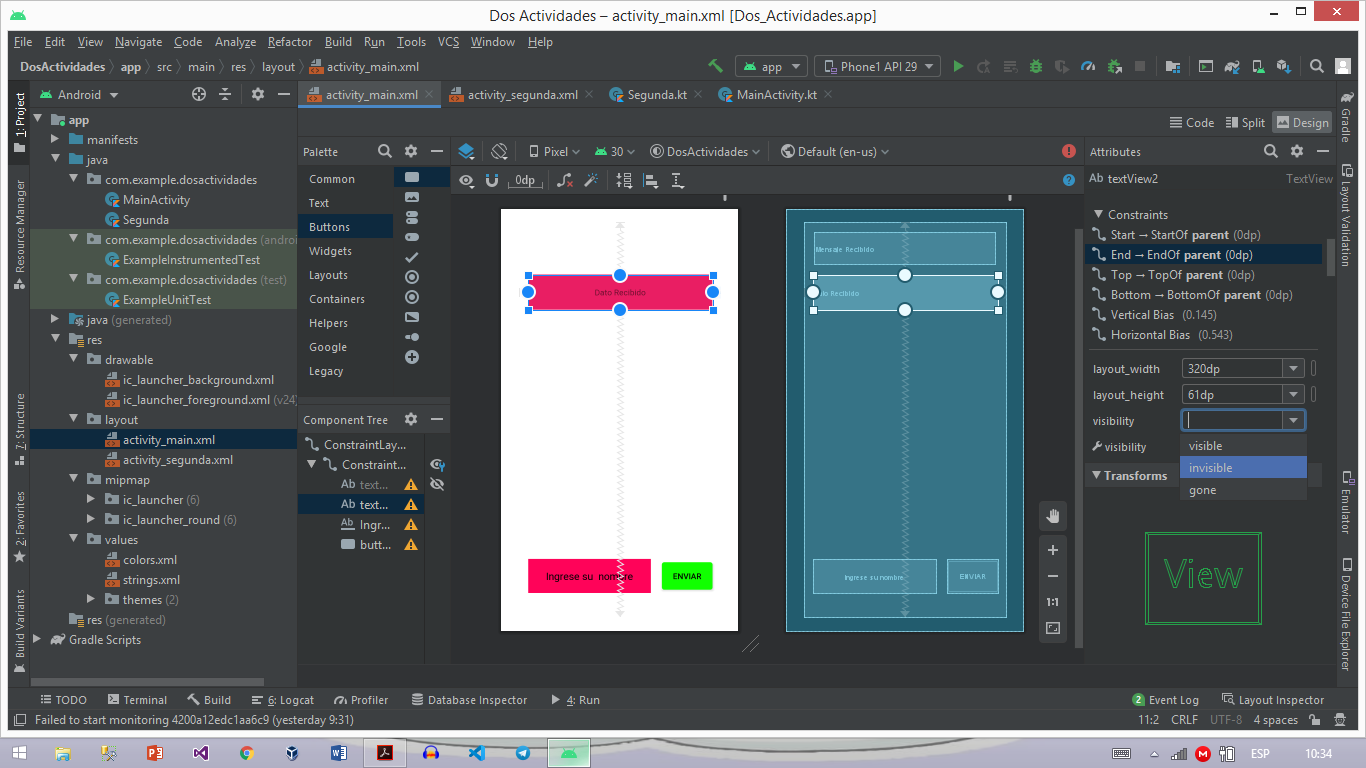 Dos Actividades – activity_main.xml [Dos_Actividades.app]
File Edit View Navigate Code Analyze Refactor Build Run Tools VCS Window Help
DosActividades app src main res layout activity_main.xml
app Phone1 API 29
1: Project
Resource Manager
7: Structure
2: Favorites
Build Variants
Android
app
manifests
java
com.example.dosactividades
MainActivity
Segunda
com.example.dosactividades (andro
ExampleInstrumentedTest
com.example.dosactividades (test)
ExampleUnitTest
java (generated)
res
drawable
ic_launcher_background.xml
ic_launcher_foreground.xml (v24)
layout
activity_main.xml
activity_segunda.xml
mipmap
ic_launcher (6)
ic_launcher_round (6)
values
colors.xml
strings.xml
themes (2)
res (generated)
Gradle Scripts
activity_main.xml activity_segunda.xml Segunda.kt MainActivity.kt
Code Split Design
Palette
Common
Text
Buttons
Widgets
Layouts
Containers
Helpers
Google
Legacy
Ab
Component Tree
ConstraintLay...
Constraint...
Ab text...
Ab text...
Ab Ingr...
butt...
Pixel 30 DosActividades Default (en-us)
0dp
Dato Recibido
Ingrese su nombre ENVIAR
Mensaje Recibido
Recibido
Ingrese su nombre ENVIAR
1:1
Attributes
Ab textView2 TextView
Constraints
Start → StartOf parent (0dp)
End → EndOf parent (0dp)
Top → TopOf parent (0dp)
Bottom → BottomOf parent (0dp)
Vertical Bias (0.145)
Horizontal Bias (0.543)
layout_width 320dp
layout_height 61dp
visibility
visibility
visible
invisible
gone
Transforms
View
Gradle
Layout Validation
Emulator
Device File Explorer
TODO Terminal Build 6: Logcat Profiler Database Inspector 4: Run 2 Event Log Layout Inspector
Failed to start monitoring 4200a12edc1aa6c9 (yesterday 9:31) 11:2 CRLF UTF-8 4 spaces
ESP 10:34